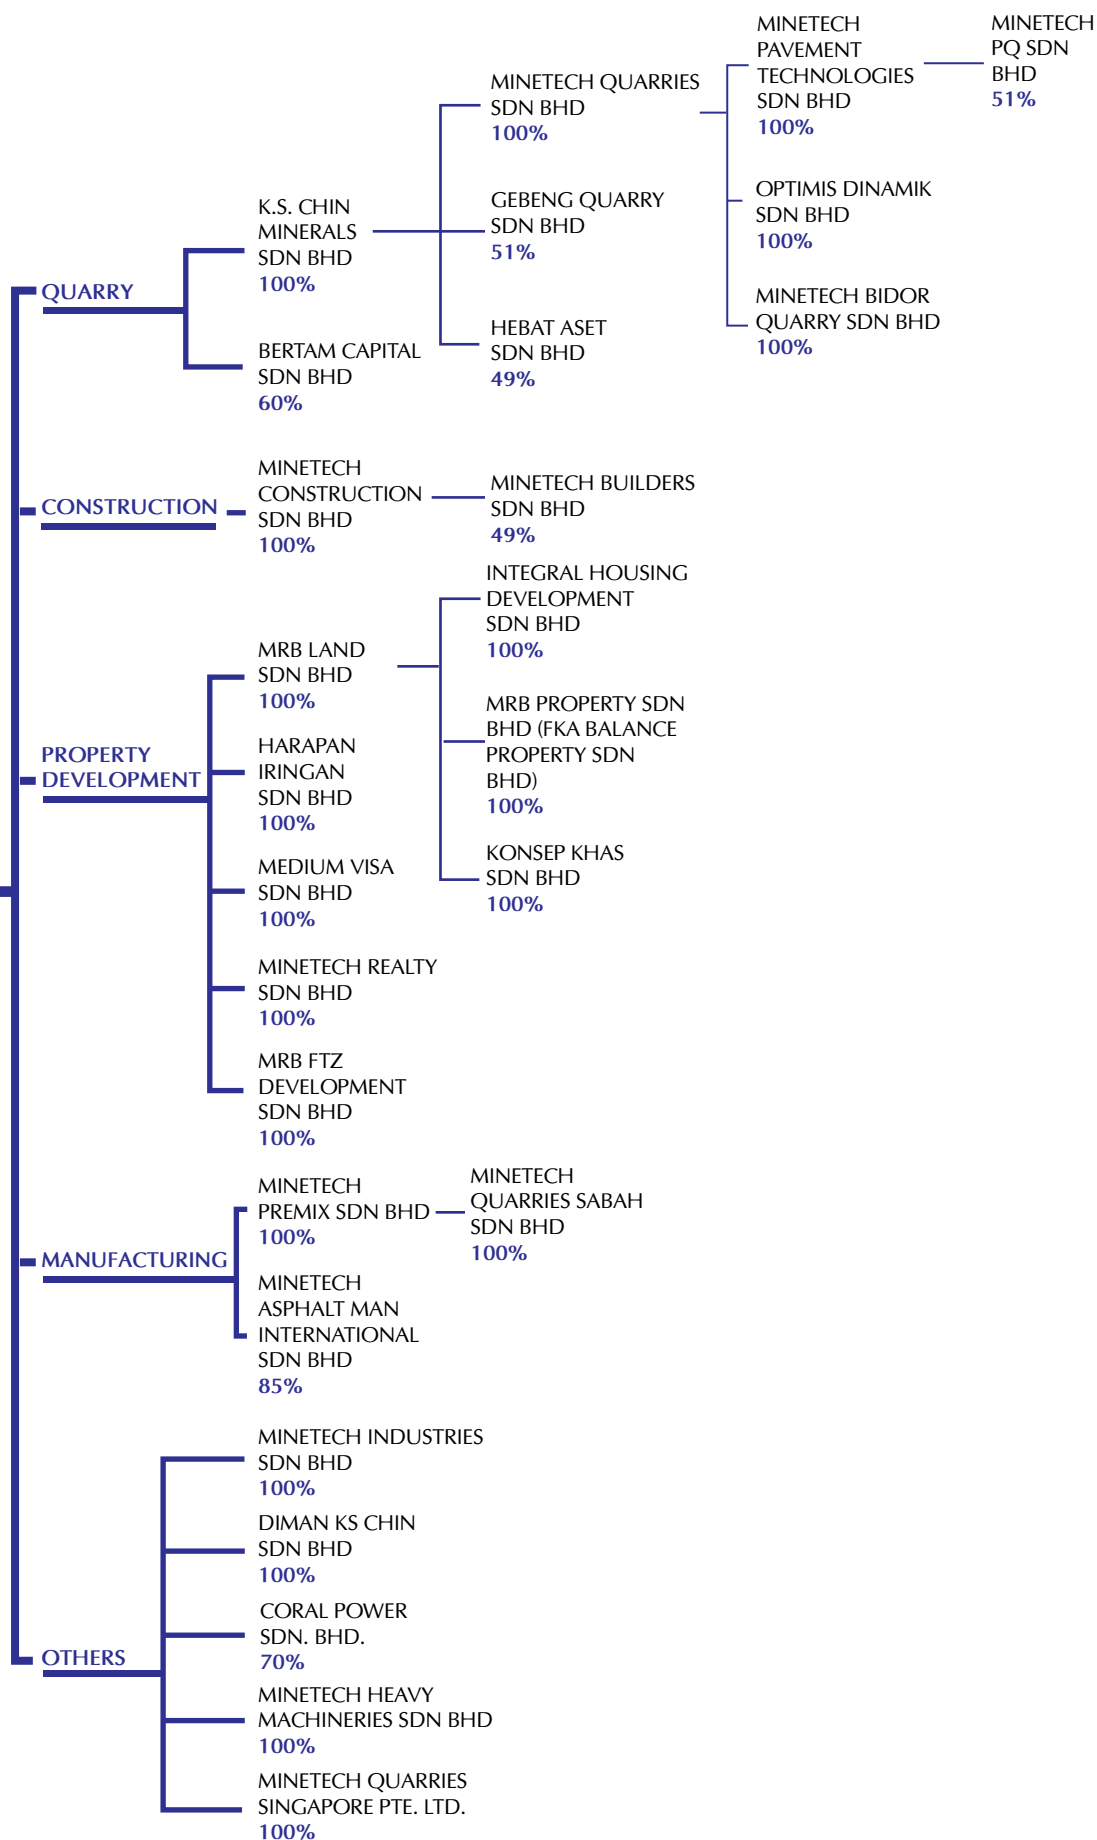 QUARRY
K.S. CHIN
MINERALS
SDN BHD
100%
MINETECH QUARRIES
SDN BHD
100%
MINETECH
PAVEMENT
TECHNOLOGIES
SDN BHD
100%
MINETECH
PQ SDN
BHD
51%
OPTIMIS DINAMIK
SDN BHD
100%
MINETECH BIDOR
QUARRY SDN BHD
100%
GEBENG QUARRY
SDN BHD
51%
HEBAT ASET
SDN BHD
49%
BERTAM CAPITAL
SDN BHD
60%
CONSTRUCTION
MINETECH
CONSTRUCTION
SDN BHD
100%
MINETECH BUILDERS
SDN BHD
49%
PROPERTY
DEVELOPMENT
MRB LAND
SDN BHD
100%
INTEGRAL HOUSING
DEVELOPMENT
SDN BHD
100%
MRB PROPERTY SDN
BHD (FKA BALANCE
PROPERTY SDN
BHD)
100%
KONSEP KHAS
SDN BHD
100%
HARAPAN
IRINGAN
SDN BHD
100%
MEDIUM VISA
SDN BHD
100%
MINETECH REALTY
SDN BHD
100%
MRB FTZ
DEVELOPMENT
SDN BHD
100%
MANUFACTURING
MINETECH
PREMIX SDN BHD
100%
MINETECH
QUARRIES SABAH
SDN BHD
100%
MINETECH
ASPHALT MAN
INTERNATIONAL
SDN BHD
85%
OTHERS
MINETECH INDUSTRIES
SDN BHD
100%
DIMAN KS CHIN
SDN BHD
100%
CORAL POWER
SDN. BHD.
70%
MINETECH HEAVY
MACHINERIES SDN BHD
100%
MINETECH QUARRIES
SINGAPORE PTE. LTD.
100%